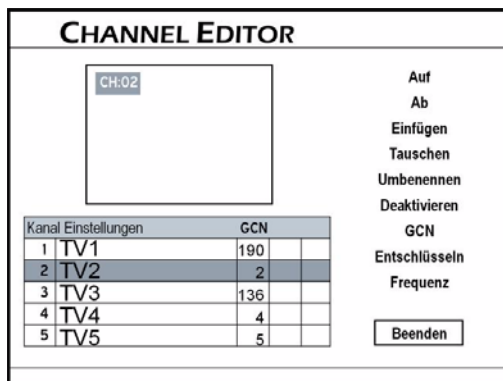 CHANNEL EDITOR
CH:02
Kanal Einstellungen GCN
1 TV1 190
2 TV2 2
3 TV3 136
4 TV4 4
5 TV5 5
Auf
Ab
Einfügen
Tauschen
Umbenennen
Deaktivieren
GCN
Entschlüsseln
Frequenz
Beenden